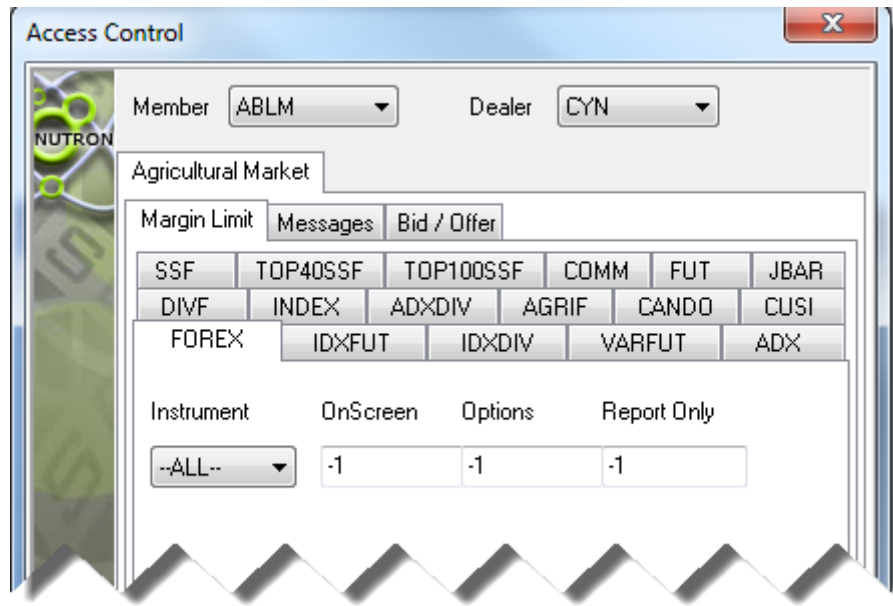 Access Control
Member ABLM Dealer CYN
NUTRON
Agricultural Market
Margin Limit Messages Bid / Offer
SSF TOP40SSF TOP100SSF COMM FUT JBAR
DIVF INDEX ADXDIV AGRIF CANDO CUSI
FOREX IDXFUT IDXDIV VARFUT ADX
Instrument OnScreen Options Report Only
--ALL-- -1 -1 -1